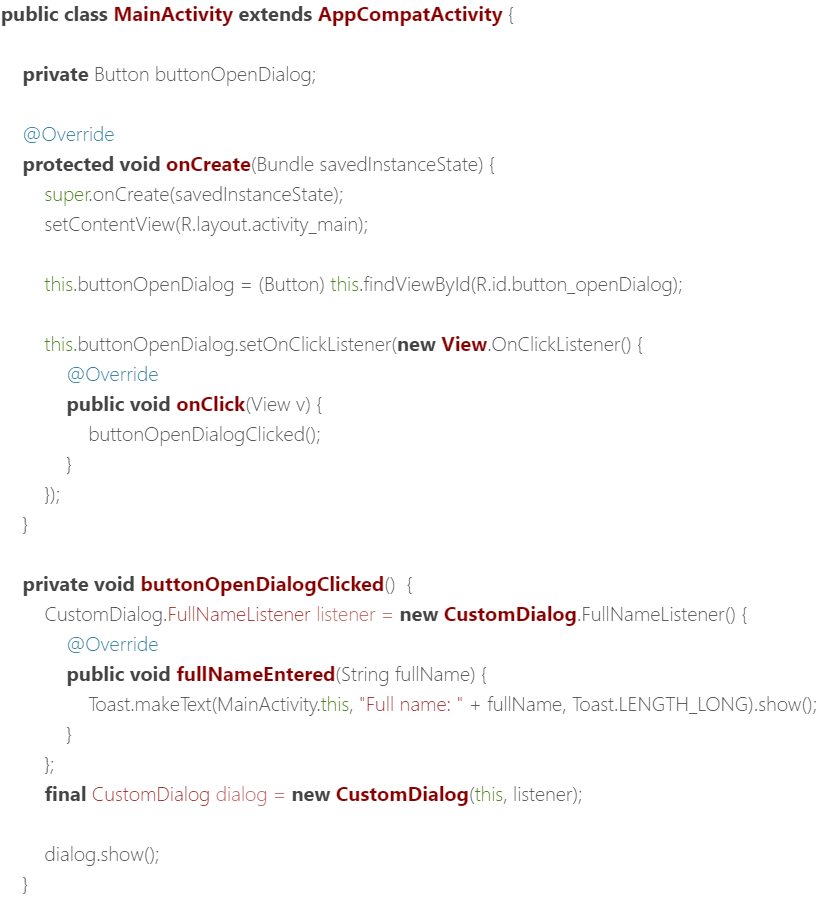 public class MainActivity extends AppCompatActivity {
private Button buttonOpenDialog;
@Override
protected void onCreate(Bundle savedInstanceState) {
super.onCreate(savedInstanceState);
setContentView(R.layout.activity_main);
this.buttonOpenDialog = (Button) this.findViewById(R.id.button_openDialog);
this.buttonOpenDialog.setOnClickListener(new View.OnClickListener() {
@Override
public void onClick(View v) {
buttonOpenDialogClicked();
}
});
}
private void buttonOpenDialogClicked()  {
CustomDialog.FullNameListener listener = new CustomDialog.FullNameListener() {
@Override
public void fullNameEntered(String fullName) {
Toast.makeText(MainActivity.this, "Full name: " + fullName, Toast.LENGTH_LONG).show();
}
};
final CustomDialog dialog = new CustomDialog(this, listener);
dialog.show();
}